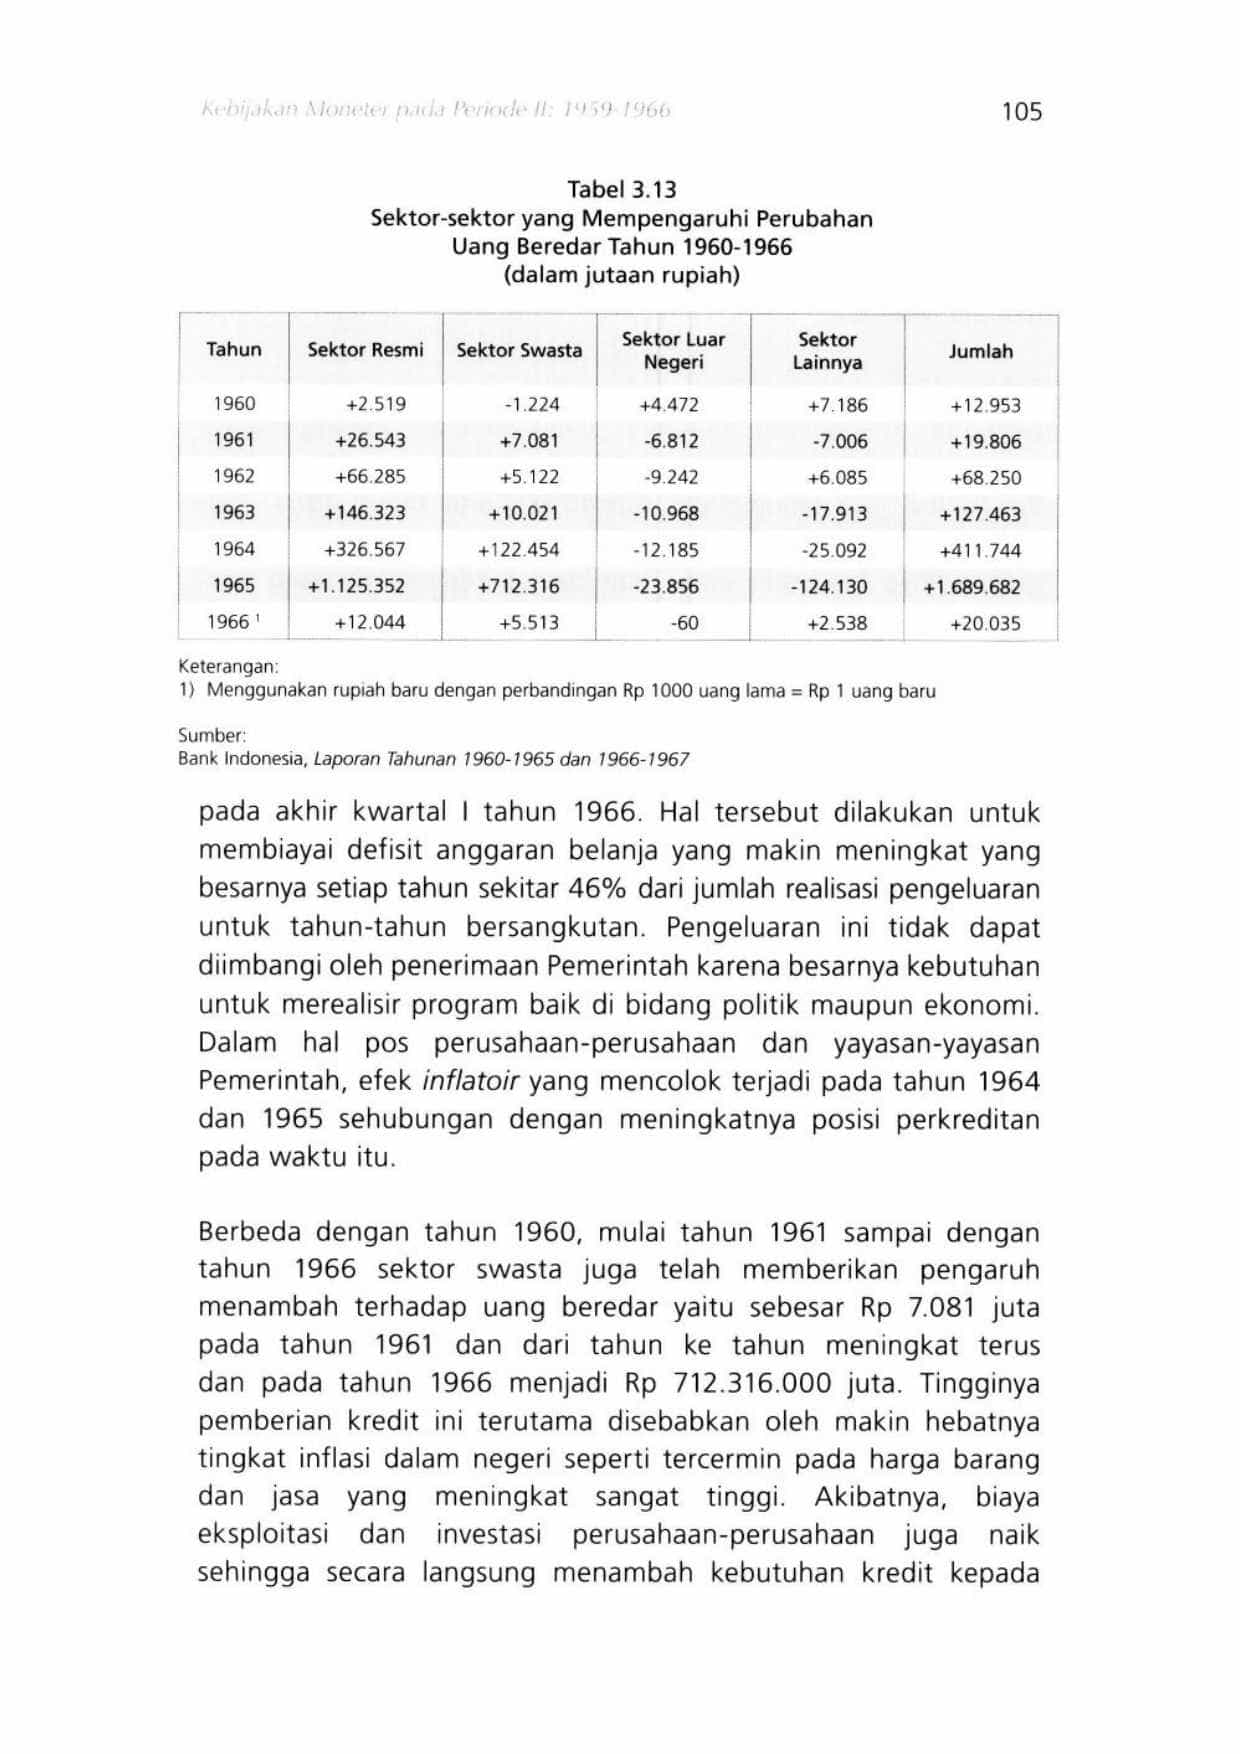 Kebijakan Moneter pada Periode II: 1959-1966 105
Tabel 3.13
Sektor-sektor yang Mempengaruhi Perubahan
Uang Beredar Tahun 1960-1966
(dalam jutaan rupiah)
Tahun Sektor Resmi Sektor Swasta Sektor Luar Negeri Sektor Lainnya Jumlah
1960 +2.519 -1.224 +4.472 +7.186 +12.953
1961 +26.543 +7.081 -6.812 -7.006 +19.806
1962 +66.285 +5.122 -9.242 +6.085 +68.250
1963 +146.323 +10.021 -10.968 -17.913 +127.463
1964 +326.567 +122.454 -12.185 -25.092 +411.744
1965 +1.125.352 +712.316 -23.856 -124.130 +1.689.682
1966 ¹ +12.044 +5.513 -60 +2.538 +20.035
Keterangan:
1) Menggunakan rupiah baru dengan perbandingan Rp 1000 uang lama = Rp 1 uang baru
Sumber:
Bank Indonesia, Laporan Tahunan 1960-1965 dan 1966-1967
pada akhir kwartal I tahun 1966. Hal tersebut dilakukan untuk
membiayai defisit anggaran belanja yang makin meningkat yang
besarnya setiap tahun sekitar 46% dari jumlah realisasi pengeluaran
untuk tahun-tahun bersangkutan. Pengeluaran ini tidak dapat
diimbangi oleh penerimaan Pemerintah karena besarnya kebutuhan
untuk merealisir program baik di bidang politik maupun ekonomi.
Dalam hal pos perusahaan-perusahaan dan yayasan-yayasan
Pemerintah, efek inflatoir yang mencolok terjadi pada tahun 1964
dan 1965 sehubungan dengan meningkatnya posisi perkreditan
pada waktu itu.
Berbeda dengan tahun 1960, mulai tahun 1961 sampai dengan
tahun 1966 sektor swasta juga telah memberikan pengaruh
menambah terhadap uang beredar yaitu sebesar Rp 7.081 juta
pada tahun 1961 dan dari tahun ke tahun meningkat terus
dan pada tahun 1966 menjadi Rp 712.316.000 juta. Tingginya
pemberian kredit ini terutama disebabkan oleh makin hebatnya
tingkat inflasi dalam negeri seperti tercermin pada harga barang
dan jasa yang meningkat sangat tinggi. Akibatnya, biaya
eksploitasi dan investasi perusahaan-perusahaan juga naik
sehingga secara langsung menambah kebutuhan kredit kepada